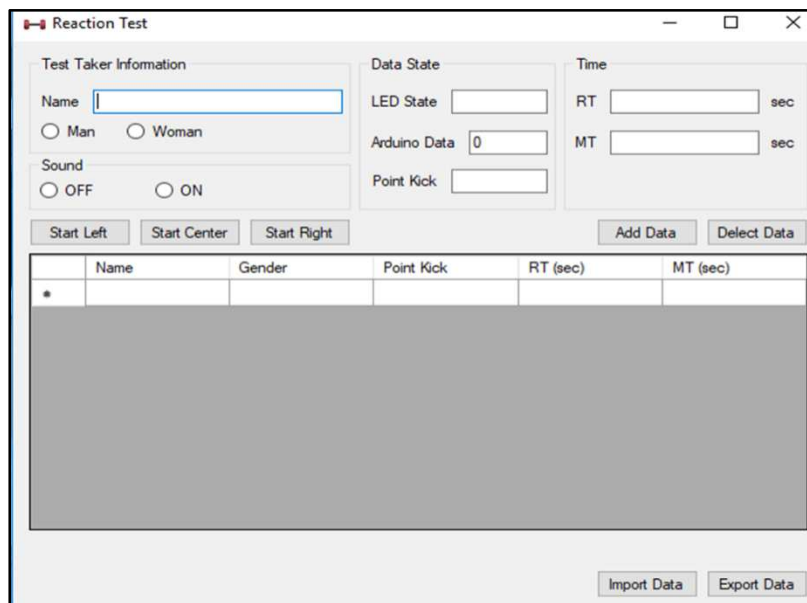 Reaction Test
Test Taker Information
Name
Man Woman
Sound
OFF ON
Data State
LED State
Arduino Data 0
Point Kick
Time
RT sec
MT sec
Start Left Start Center Start Right Add Data Delect Data
Name Gender Point Kick RT (sec) MT (sec)
*
Import Data Export Data